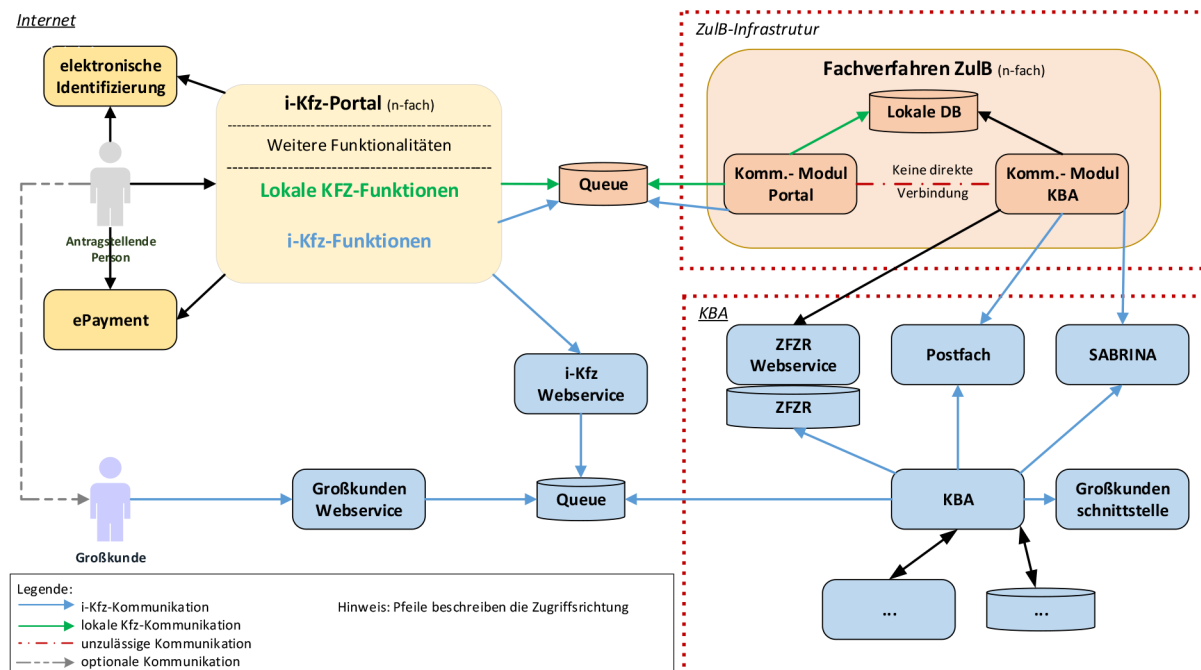 Internet
elektronische
Identifizierung
Antragstellende
Person
ePayment
i-Kfz-Portal (n-fach)
Weitere Funktionalitäten
Lokale KFZ-Funktionen
i-Kfz-Funktionen
Queue
ZulB-Infrastrutur
Fachverfahren ZulB (n-fach)
Lokale DB
Komm.- Modul
Portal
Keine direkte
Verbindung
Komm.- Modul
KBA
i-Kfz
Webservice
Großkunde
Großkunden
Webservice
Queue
KBA
ZFZR
Webservice
ZFZR
Postfach
SABRINA
KBA
Großkunden
schnittstelle
...
...
Legende:
i-Kfz-Kommunikation
lokale Kfz-Kommunikation
unzulässige Kommunikation
optionale Kommunikation
Hinweis: Pfeile beschreiben die Zugriffsrichtung